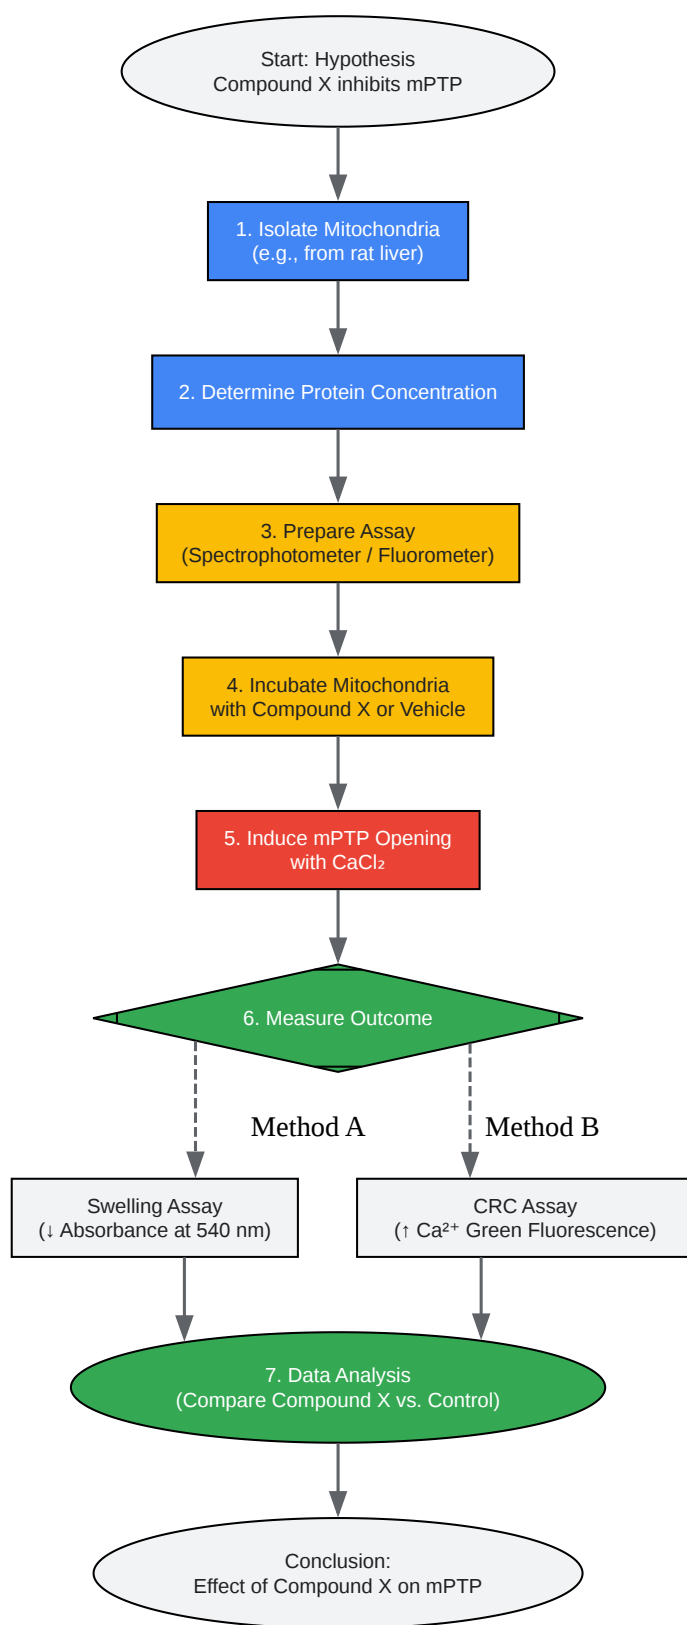 Start: Hypothesis
Compound X inhibits mPTP
1. Isolate Mitochondria
(e.g., from rat liver)
2. Determine Protein Concentration
3. Prepare Assay
(Spectrophotometer / Fluorometer)
4. Incubate Mitochondria
with Compound X or Vehicle
5. Induce mPTP Opening
with CaCl₂
6. Measure Outcome
Method A
Method B
Swelling Assay
(↓ Absorbance at 540 nm)
CRC Assay
(↑ Ca²⁺ Green Fluorescence)
7. Data Analysis
(Compare Compound X vs. Control)
Conclusion:
Effect of Compound X on mPTP